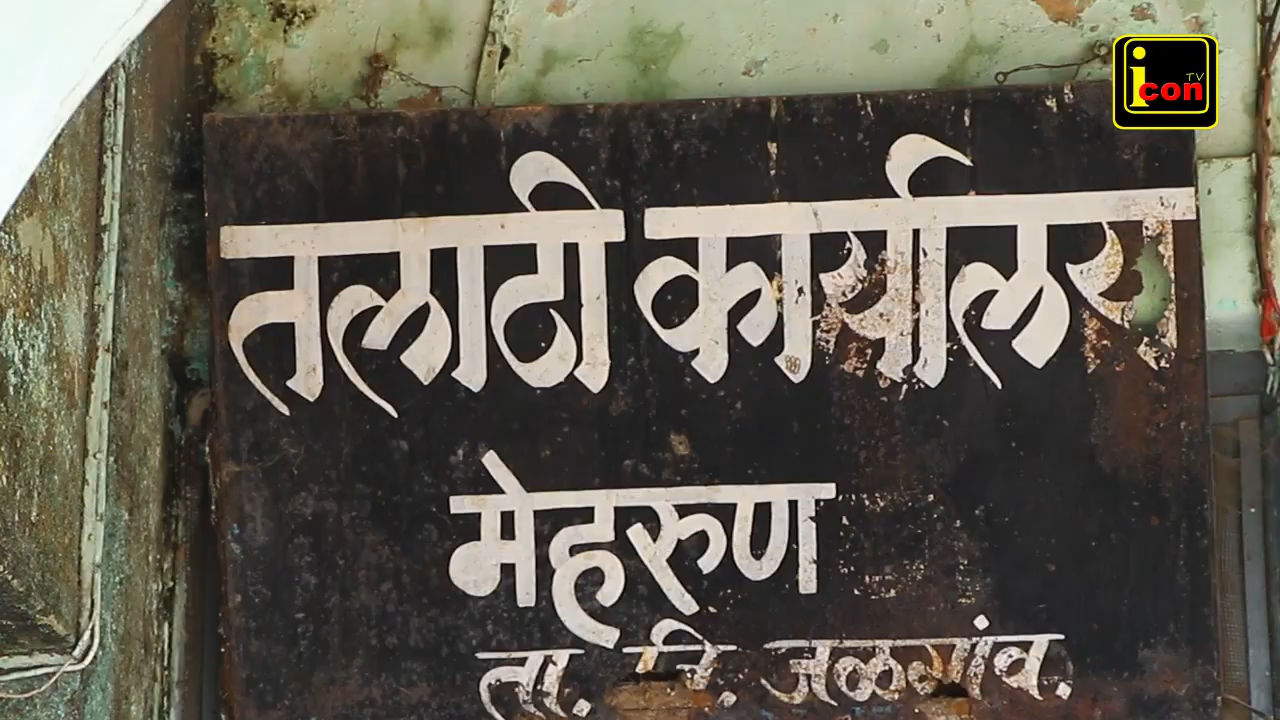 icon TV
तलाठी कार्यालय
मेहरुण
ता. जि. जळगांव.